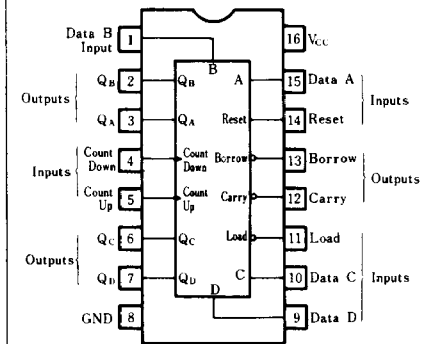 Data B Input 1
16 VCC
B
QB 2 QB
A 15 Data A
Outputs
Inputs
QA 3 QA
Reset 14 Reset
Count Down 4 Count Down
Borrow 13 Borrow
Inputs
Outputs
Count Up 5 Count Up
Carry 12 Carry
QC 6 QC
Load 11 Load
Outputs
QD 7 QD
C 10 Data C
Inputs
D
GND 8
9 Data D